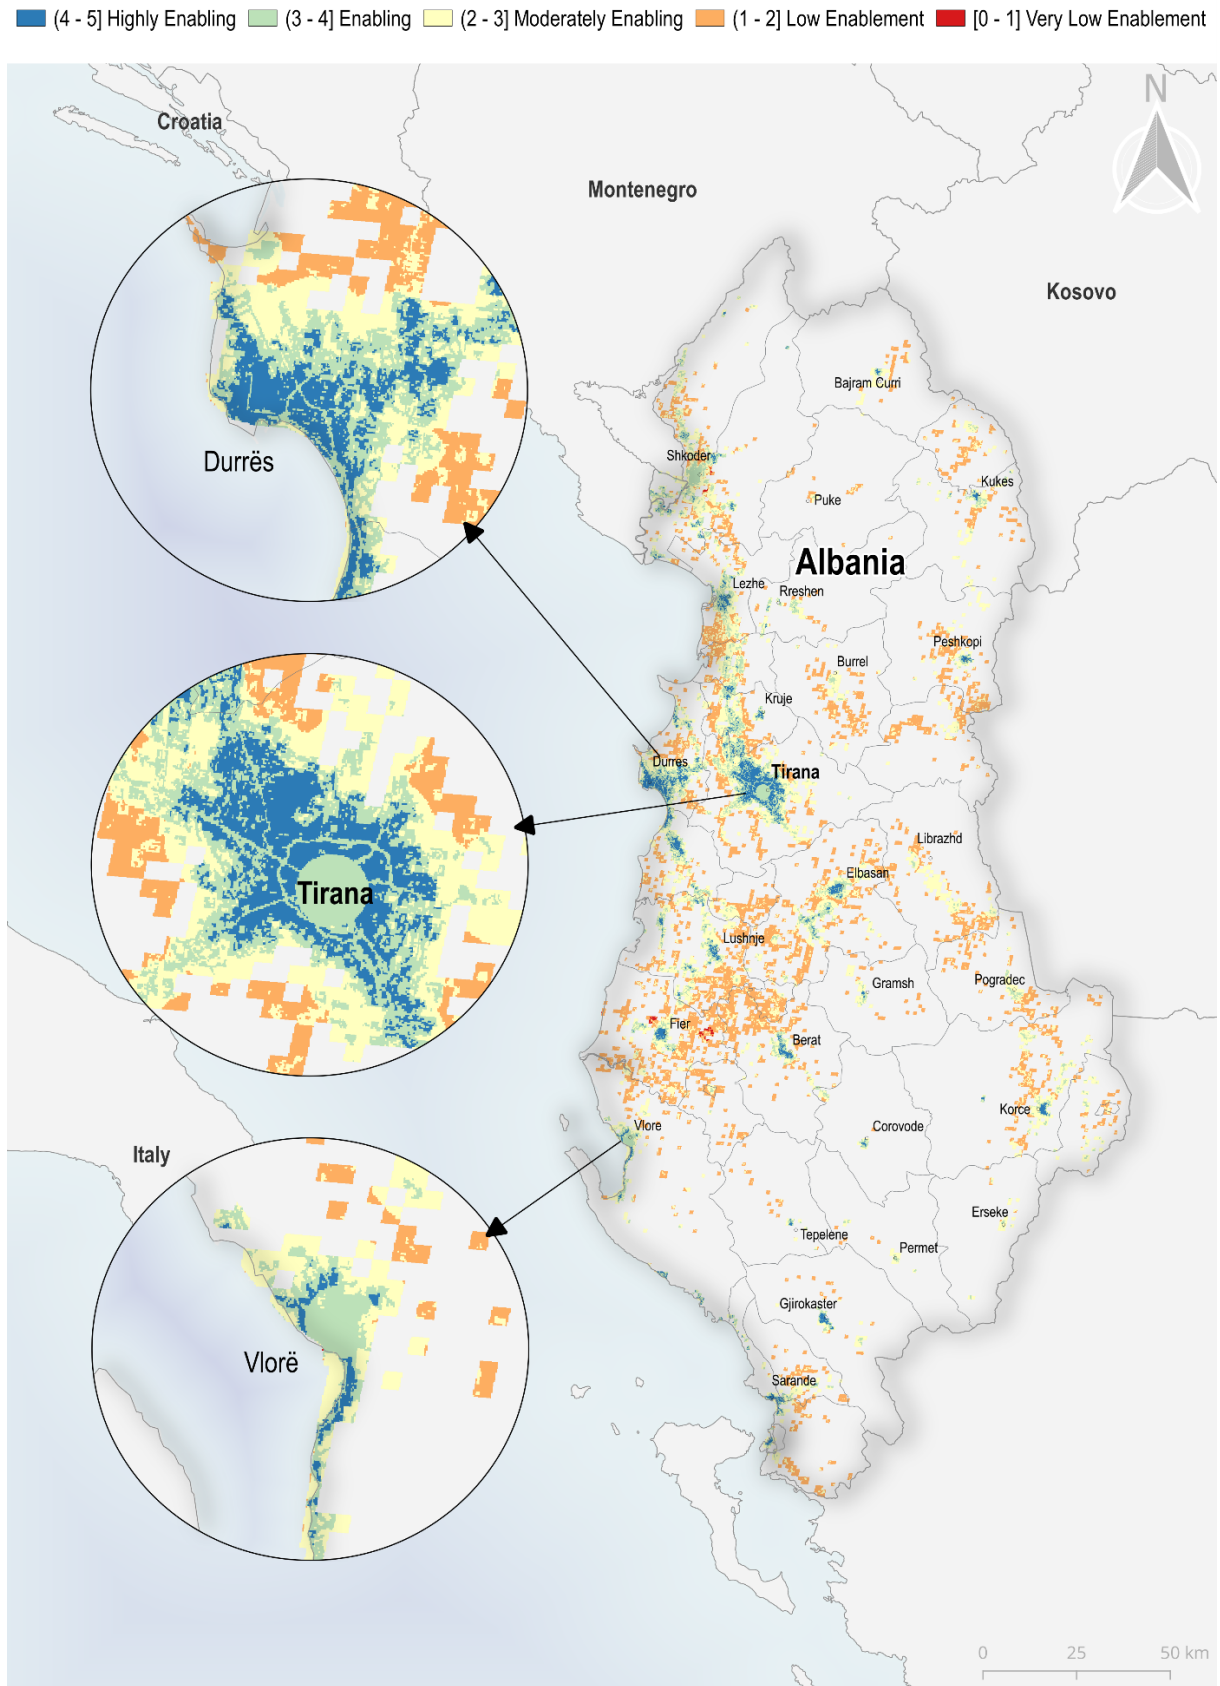 (4 - 5] Highly Enabling (3 - 4] Enabling (2 - 3] Moderately Enabling (1 - 2] Low Enablement [0 - 1] Very Low Enablement
N
Croatia
Montenegro
Kosovo
Bajram Curri
Durrës
Shkoder
Kukes
Puke
Albania
Lezhe
Rreshen
Peshkopi
Burrel
Kruje
Durres
Tirana
Librazhd
Elbasan
Tirana
Lushnje
Gramsh
Pogradec
Fier
Berat
Korce
Vlore
Corovode
Italy
Erseke
Tepelene
Permet
Gjirokaster
Vlorë
Sarande
0 25 50 km